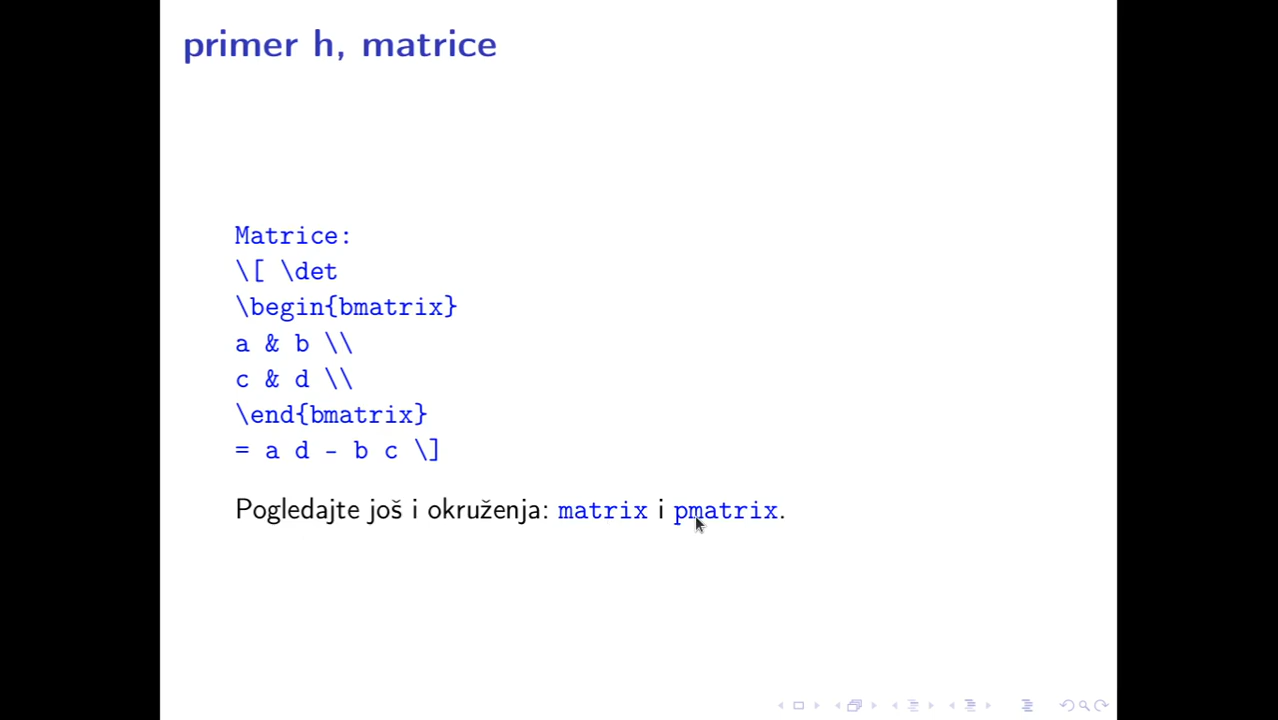 primer h, matrice
Matrice:
\[ \det
\begin{bmatrix}
a & b \\
c & d \\
\end{bmatrix}
= a d - b c \]
Pogledajte još i okruženja: matrix i pmatrix.